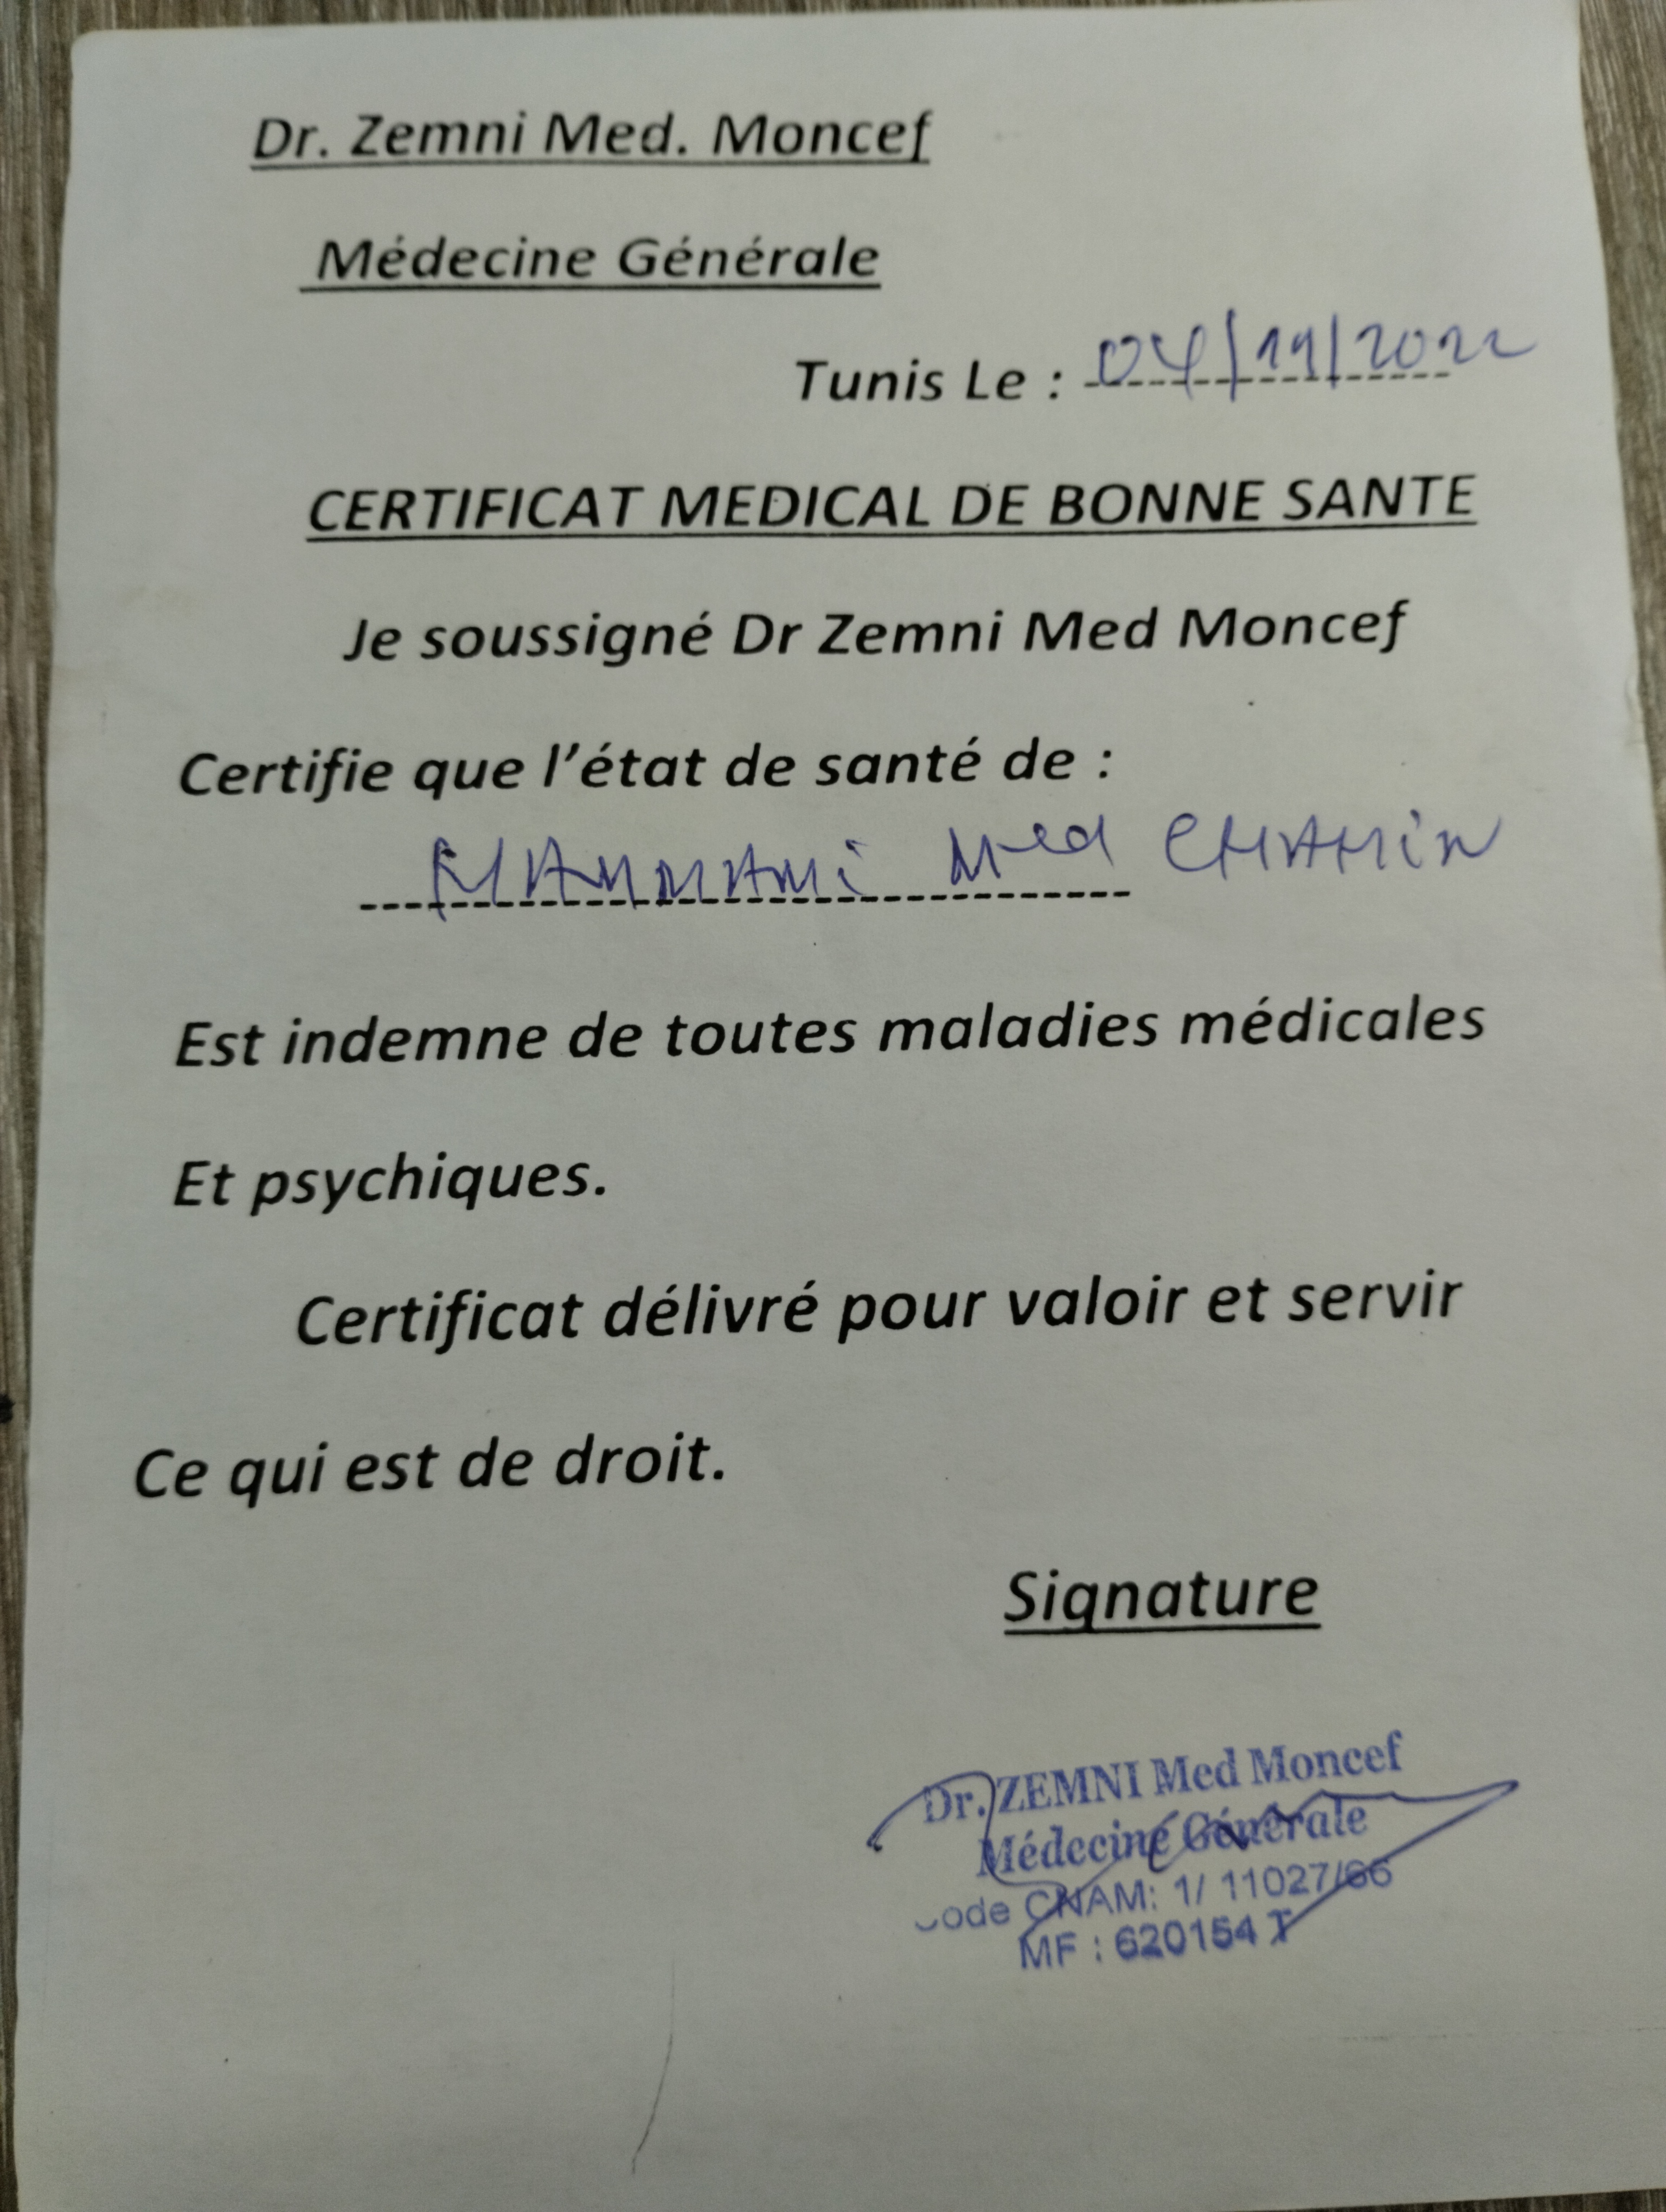 Dr. Zemni Med. Moncef
Médecine Générale
Tunis Le : 04/11/2022
CERTIFICAT MEDICAL DE BONNE SANTE
Je soussigné Dr Zemni Med Moncef
Certifie que l'état de santé de :
Med
Est indemne de toutes maladies médicales
Et psychiques.
Certificat délivré pour valoir et servir
Ce qui est de droit.
Signature
Dr. ZEMNI Med Moncef
Médecine Générale
Code CNAM: 1/ 11027/66
MF : 620154 T